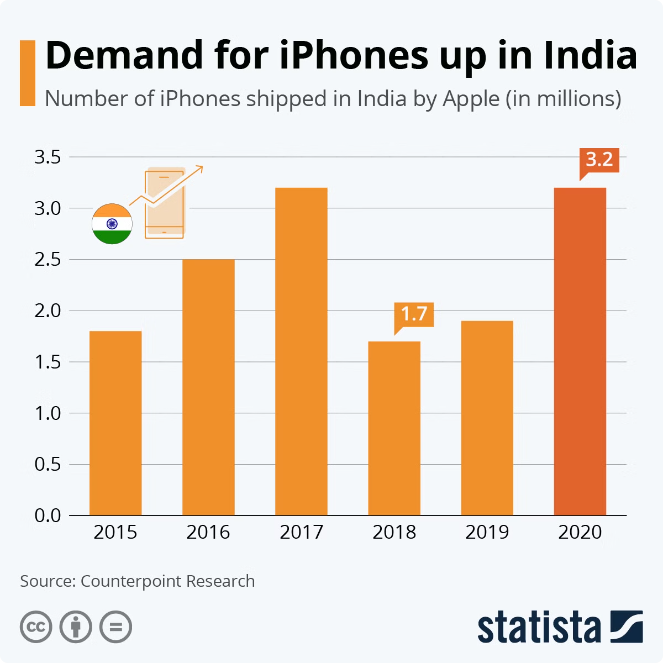 Demand for iPhones up in India
Number of iPhones shipped in India by Apple (in millions)
3.5
3.2
3.0
2.5
2.0
1.7
1.5
1.0
0.5
0.0
2015 2016 2017 2018 2019 2020
Source: Counterpoint Research
cc =
statista